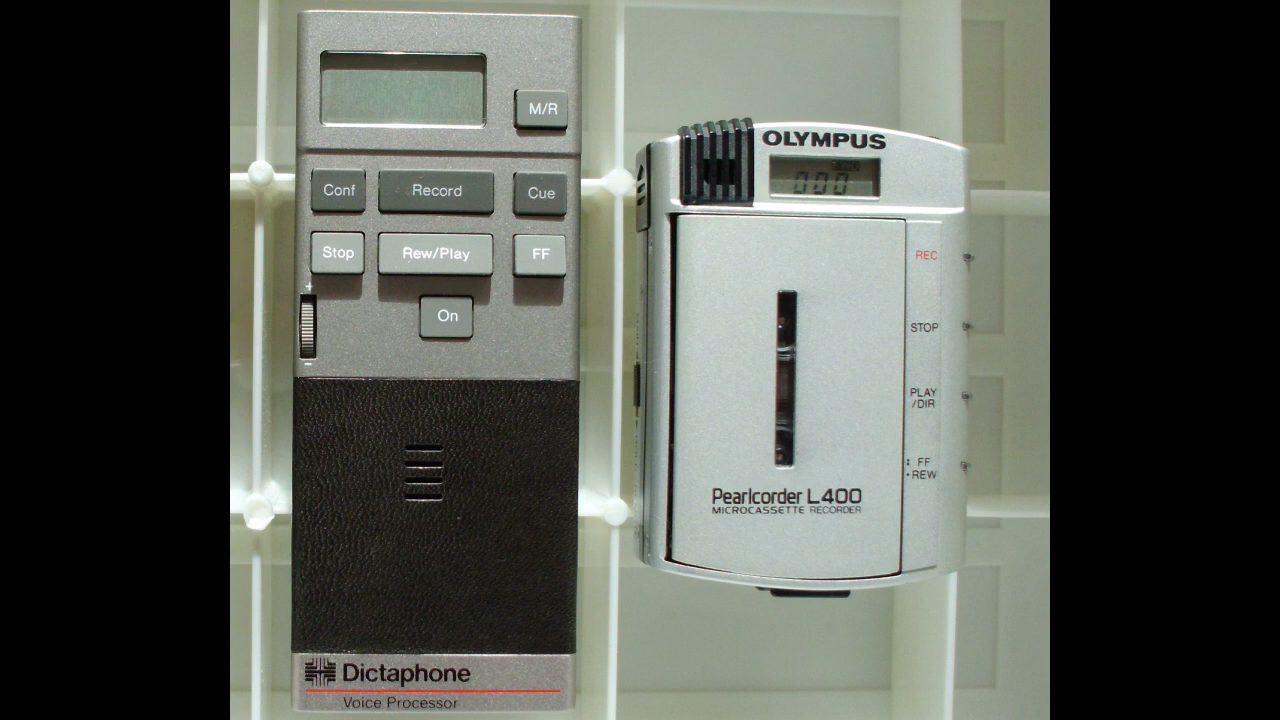 M/R
Conf
Record
Cue
Stop
Rew/Play
FF
On
+
-
Dictaphone
Voice Processor
OLYMPUS
000
REC
STOP
PLAY
/DIR
FF
REW
Pearlcorder L400
MICROCASSETTE RECORDER